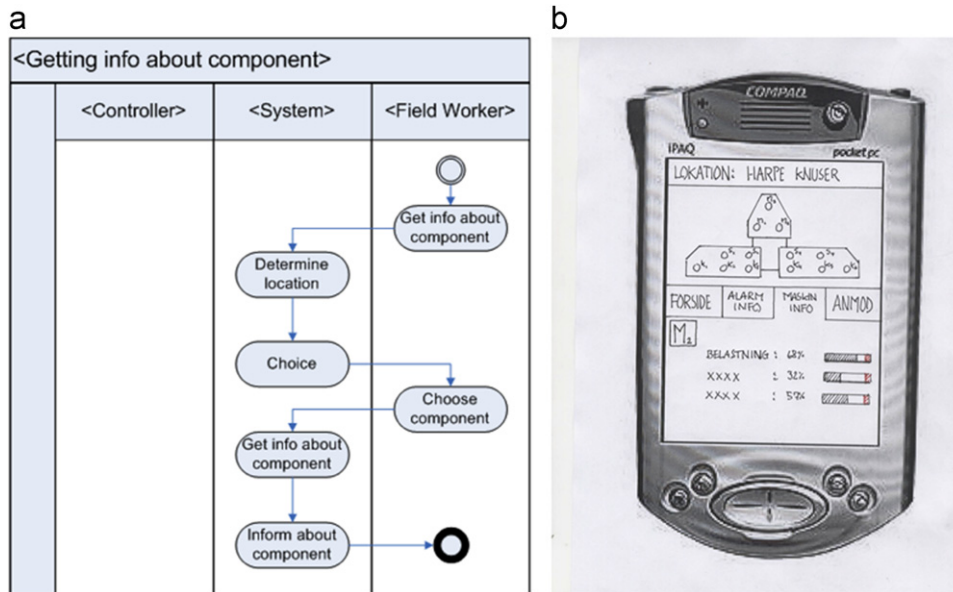 a
<Getting info about component>
<Controller>
<System>
<Field Worker>
Get info about
component
Determine
location
Choice
Choose
component
Get info about
component
Inform about
component
b
COMPAQ
iPAQ
pocket pc
LOKATION: HARPE KNUSER
FORSIDE
ALARM
INFO
MASKIN
INFO
ANMOD
BELASTNING : 68%
XXXX : 32%
XXXX : 57%